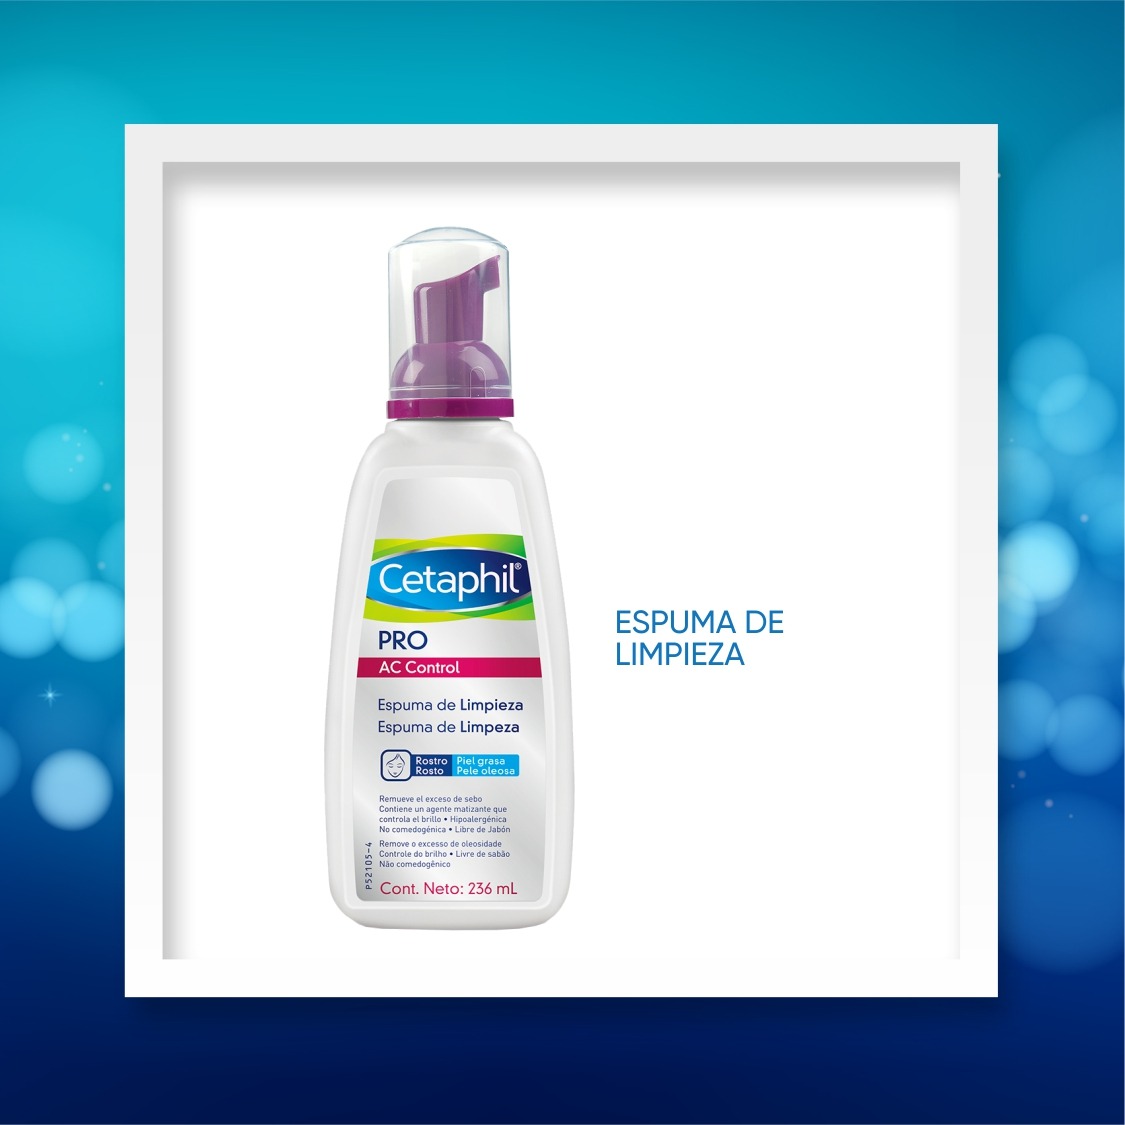 Cetaphil®
PRO
AC Control
Espuma de Limpieza
Espuma de Limpeza
Rostro Piel grasa
Rosto Pele oleosa
Remueve el exceso de sebo
Contiene un agente matizante que
controla el brillo • Hipoalergénica
No comedogénica • Libre de Jabón
Remove o excesso de oleosidade
Controle do brilho • Livre de sabão
Não comedogênico
P52105-4
Cont. Neto: 236 mL
ESPUMA DE
LIMPIEZA